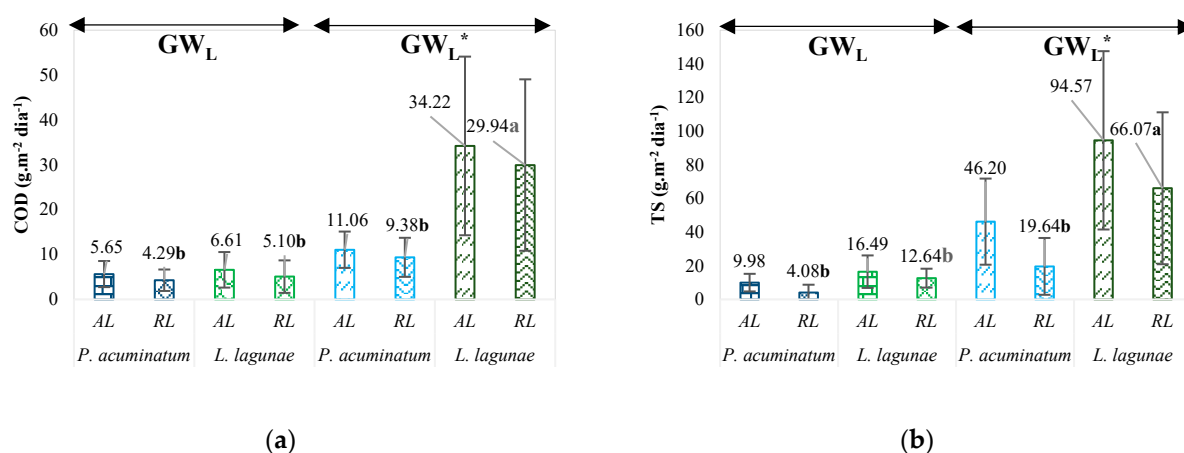 GW_L GW_L*
COD (g.m⁻² dia⁻¹)
60
50
40
30
20
10
0
5.65 4.29b 6.61 5.10b 11.06 9.38b 34.22 29.94a
AL RL AL RL AL RL AL RL
P. acuminatum L. lagunae P. acuminatum L. lagunae
(a)
GW_L GW_L*
TS (g.m⁻² dia⁻¹)
160
140
120
100
80
60
40
20
0
9.98 4.08b 16.49 12.64b 46.20 19.64b 94.57 66.07a
AL RL AL RL AL RL AL RL
P. acuminatum L. lagunae P. acuminatum L. lagunae
(b)